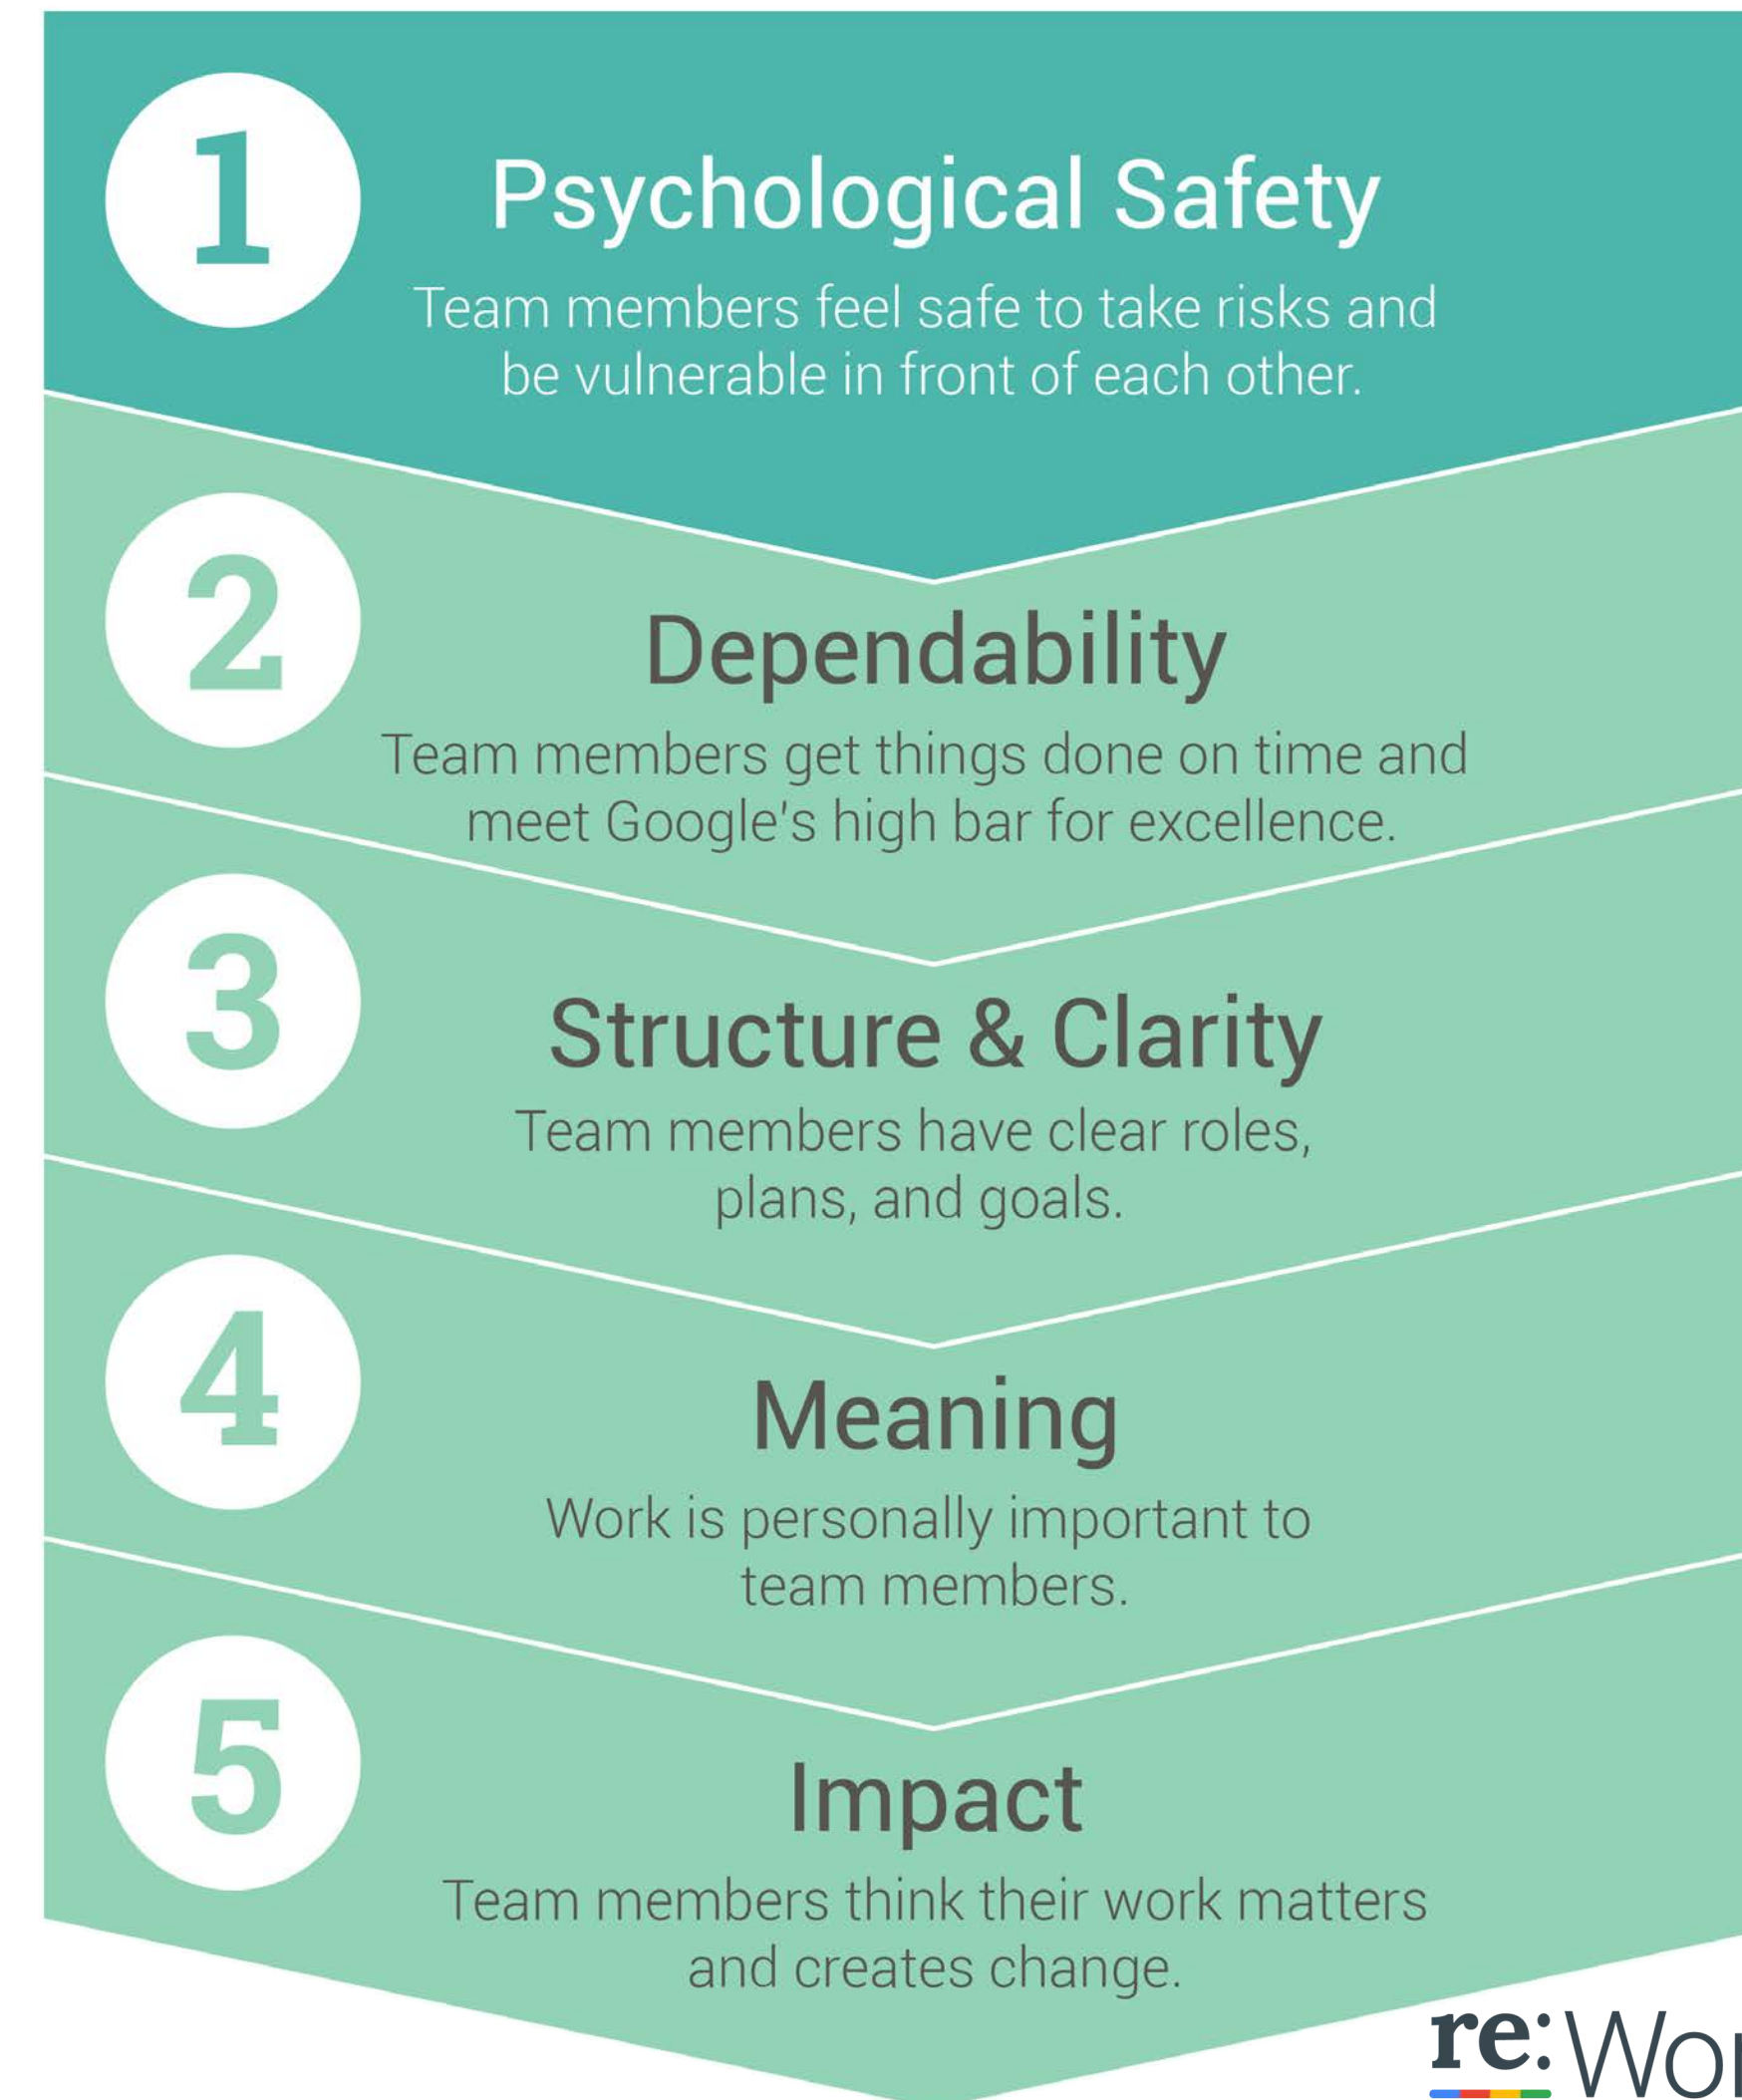 1
Psychological Safety
Team members feel safe to take risks and
be vulnerable in front of each other.
2
Dependability
Team members get things done on time and
meet Google's high bar for excellence.
3
Structure & Clarity
Team members have clear roles,
plans, and goals.
4
Meaning
Work is personally important to
team members.
5
Impact
Team members think their work matters
and creates change.
re:Wor